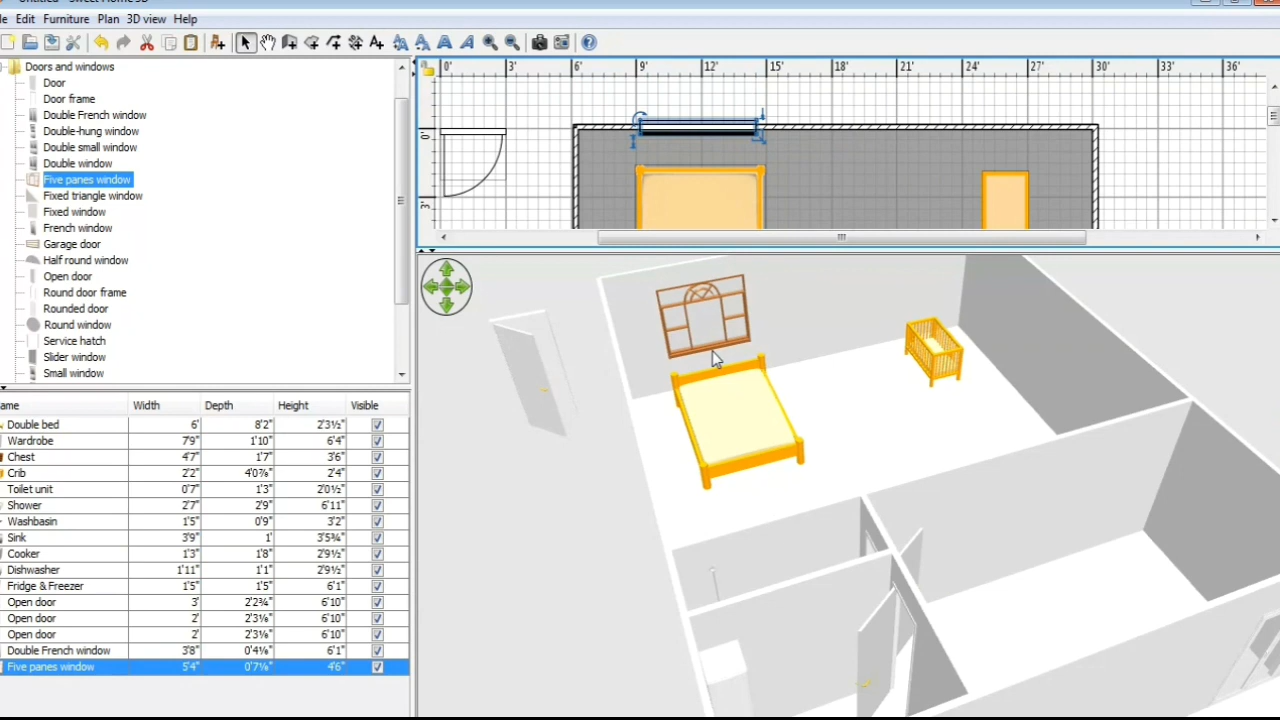 Untitled - Sweet Home 3D
le Edit Furniture Plan 3D view Help
Doors and windows
Door
Door frame
Double French window
Double-hung window
Double small window
Double window
Five panes window
Fixed triangle window
Fixed window
French window
Garage door
Half round window
Open door
Round door frame
Rounded door
Round window
Service hatch
Slider window
Small window
0' 3' 6' 9' 12' 15' 18' 21' 24' 27' 30' 33' 36'
0'
3'
ame Width Depth Height Visible
Double bed 6' 8'2" 2'3½"
Wardrobe 7'9" 1'10" 6'4"
Chest 4'7" 1'7" 3'6"
Crib 2'2" 4'0⅞" 2'4"
Toilet unit 0'7" 1'3" 2'0½"
Shower 2'7" 2'9" 6'11"
Washbasin 1'5" 0'9" 3'2"
Sink 3'9" 1' 3'5¾"
Cooker 1'3" 1'8" 2'9½"
Dishwasher 1'11" 1'1" 2'9½"
Fridge & Freezer 1'5" 1'5" 6'1"
Open door 3' 2'2¾" 6'10"
Open door 2' 2'3⅛" 6'10"
Open door 2' 2'3⅛" 6'10"
Double French window 3'8" 0'4⅛" 6'1"
Five panes window 5'4" 0'7⅛" 4'6"